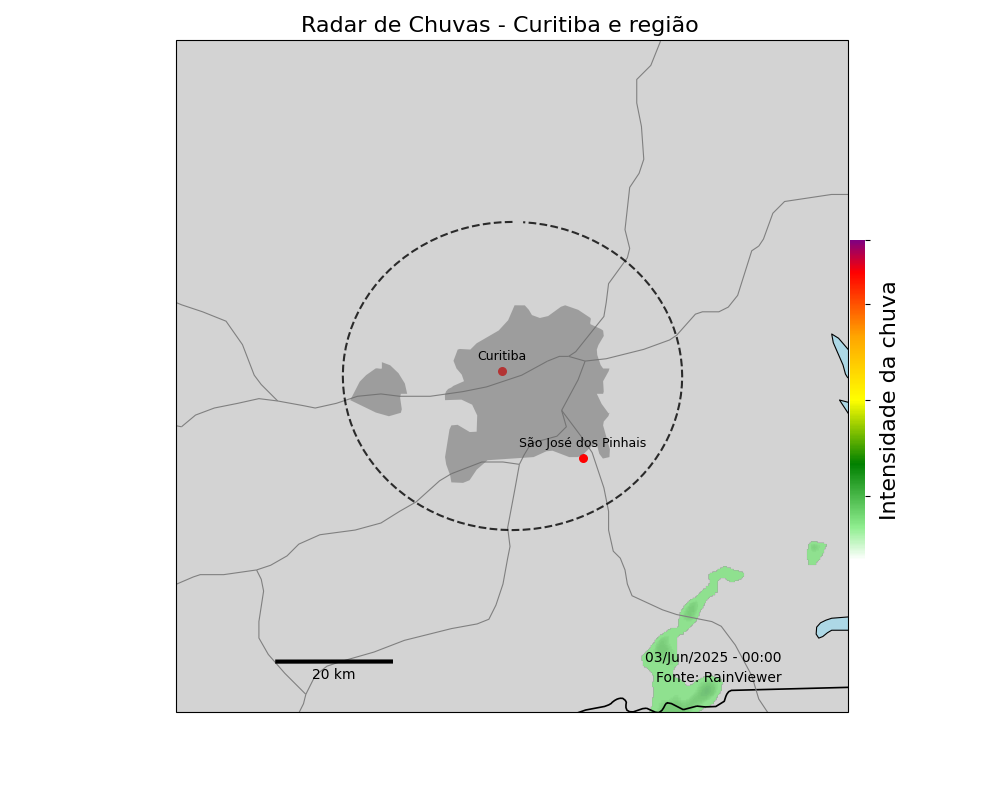 Radar de Chuvas - Curitiba e região
Curitiba
São José dos Pinhais
Intensidade da chuva
03/Jun/2025 - 00:00
Fonte: RainViewer
20 km